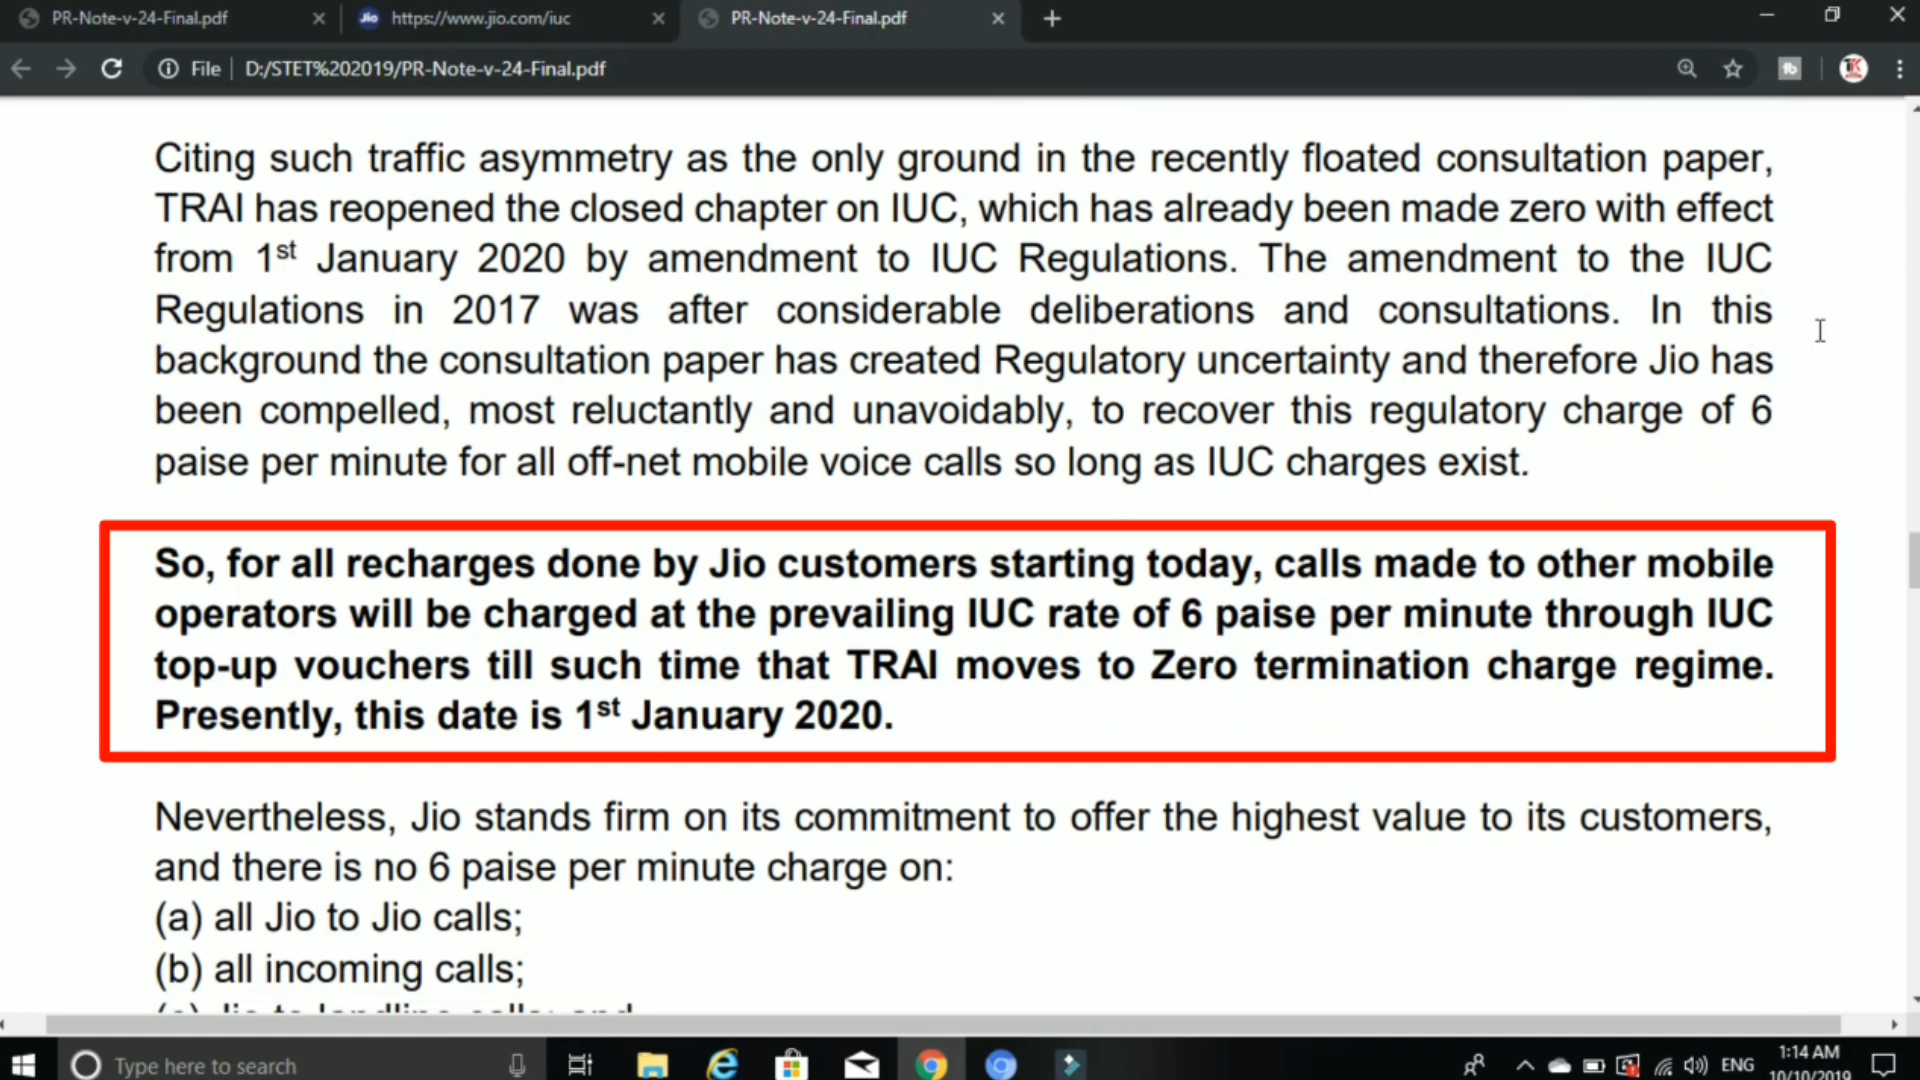 PR-Note-v-24-Final.pdf
Jio https://www.jio.com/iuc
PR-Note-v-24-Final.pdf
File D:/STET%202019/PR-Note-v-24-Final.pdf
Citing such traffic asymmetry as the only ground in the recently floated consultation paper,
TRAI has reopened the closed chapter on IUC, which has already been made zero with effect
from 1st January 2020 by amendment to IUC Regulations. The amendment to the IUC
Regulations in 2017 was after considerable deliberations and consultations. In this
background the consultation paper has created Regulatory uncertainty and therefore Jio has
been compelled, most reluctantly and unavoidably, to recover this regulatory charge of 6
paise per minute for all off-net mobile voice calls so long as IUC charges exist.
So, for all recharges done by Jio customers starting today, calls made to other mobile
operators will be charged at the prevailing IUC rate of 6 paise per minute through IUC
top-up vouchers till such time that TRAI moves to Zero termination charge regime.
Presently, this date is 1st January 2020.
Nevertheless, Jio stands firm on its commitment to offer the highest value to its customers,
and there is no 6 paise per minute charge on:
(a) all Jio to Jio calls;
(b) all incoming calls;
Type here to search
ENG
1:14 AM
10/10/2019